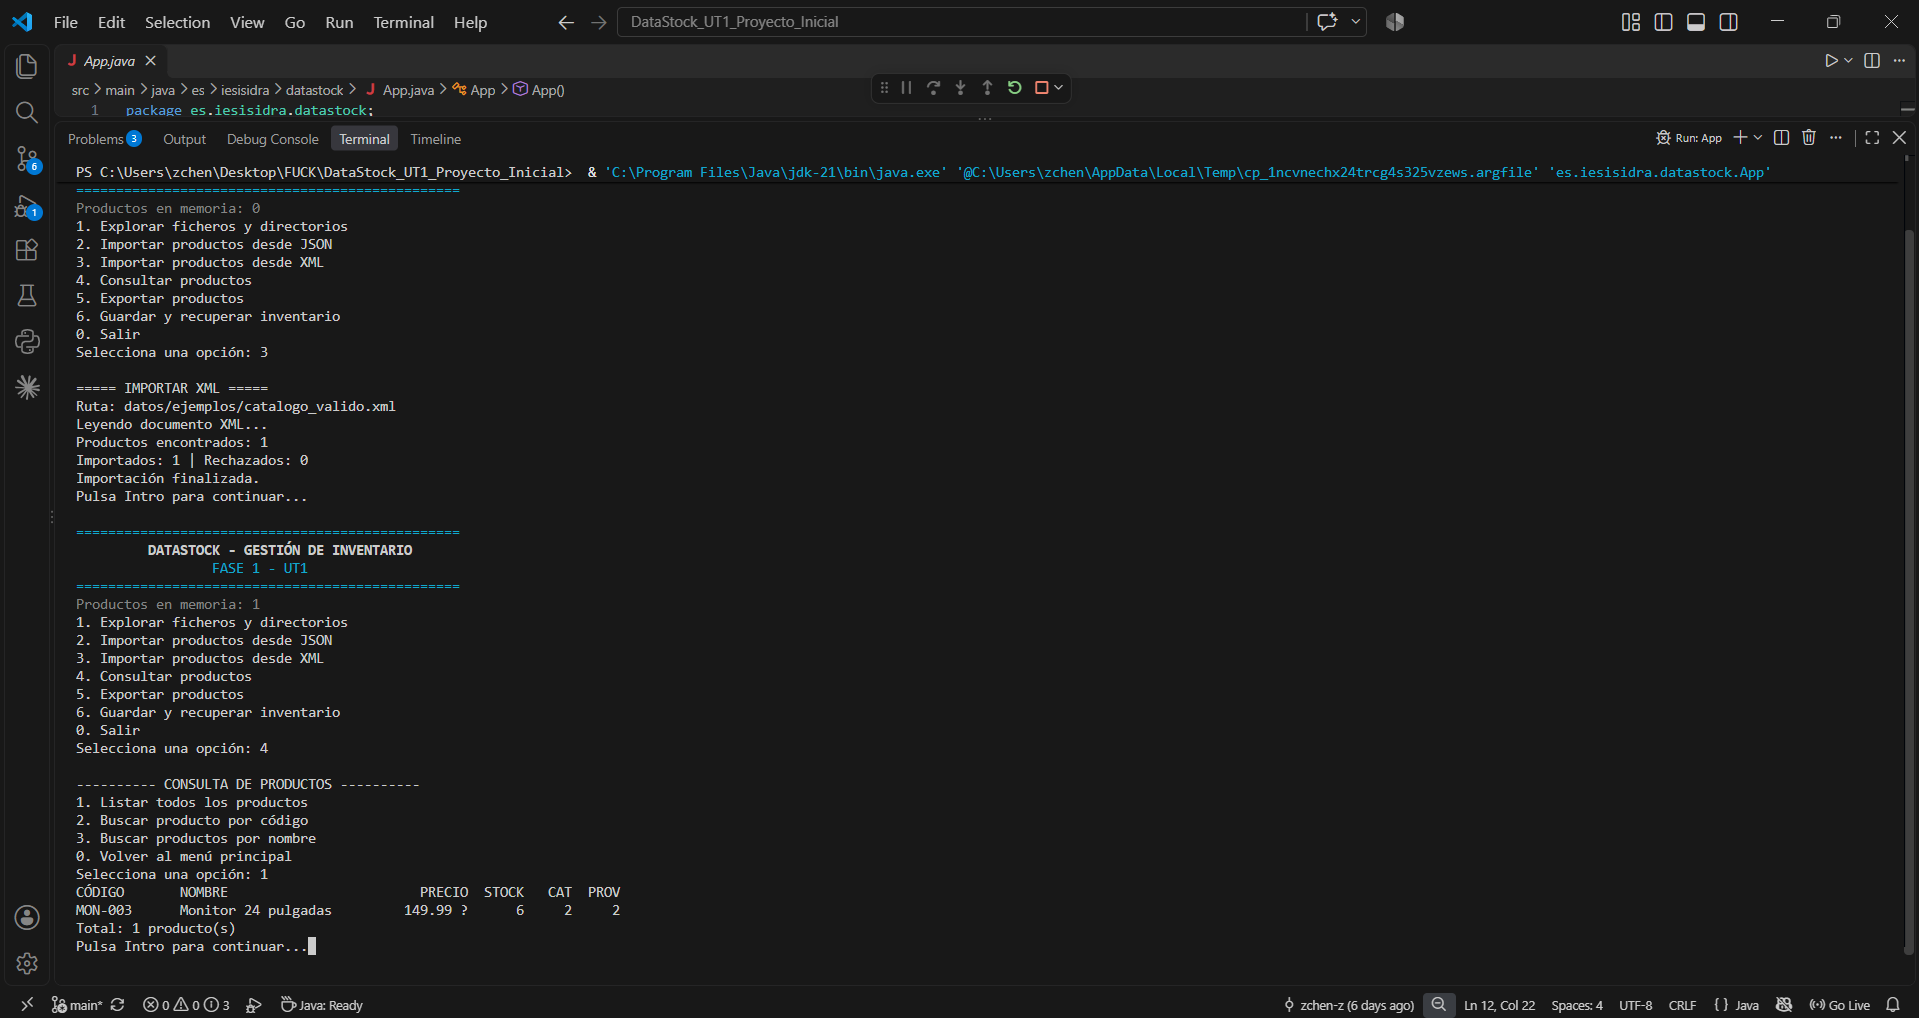 File Edit Selection View Go Run Terminal Help
DataStock_UT1_Proyecto_Inicial
J App.java
src > main > java > es > iesisidra > datastock > J App.java > App > App()
1 package es.iesisidra.datastock;
Problems 3 Output Debug Console Terminal Timeline
Run: App
PS C:\Users\zchen\Desktop\FUCK\DataStock_UT1_Proyecto_Inicial> & 'C:\Program Files\Java\jdk-21\bin\java.exe' '@C:\Users\zchen\AppData\Local\Temp\cp_1ncvnechx24trcg4s325vzews.argfile' 'es.iesisidra.datastock.App'
================================================
Productos en memoria: 0
1. Explorar ficheros y directorios
2. Importar productos desde JSON
3. Importar productos desde XML
4. Consultar productos
5. Exportar productos
6. Guardar y recuperar inventario
0. Salir
Selecciona una opción: 3
===== IMPORTAR XML =====
Ruta: datos/ejemplos/catalogo_valido.xml
Leyendo documento XML...
Productos encontrados: 1
Importados: 1 | Rechazados: 0
Importación finalizada.
Pulsa Intro para continuar...
================================================
DATASTOCK - GESTIÓN DE INVENTARIO
FASE 1 - UT1
================================================
Productos en memoria: 1
1. Explorar ficheros y directorios
2. Importar productos desde JSON
3. Importar productos desde XML
4. Consultar productos
5. Exportar productos
6. Guardar y recuperar inventario
0. Salir
Selecciona una opción: 4
---------- CONSULTA DE PRODUCTOS ----------
1. Listar todos los productos
2. Buscar producto por código
3. Buscar productos por nombre
0. Volver al menú principal
Selecciona una opción: 1
CÓDIGO NOMBRE PRECIO STOCK CAT PROV
MON-003 Monitor 24 pulgadas 149.99 ? 6 2 2
Total: 1 producto(s)
Pulsa Intro para continuar...
6
1
main* 0 0 3 Java: Ready zchen-z (6 days ago) Ln 12, Col 22 Spaces: 4 UTF-8 CRLF { } Java Go Live